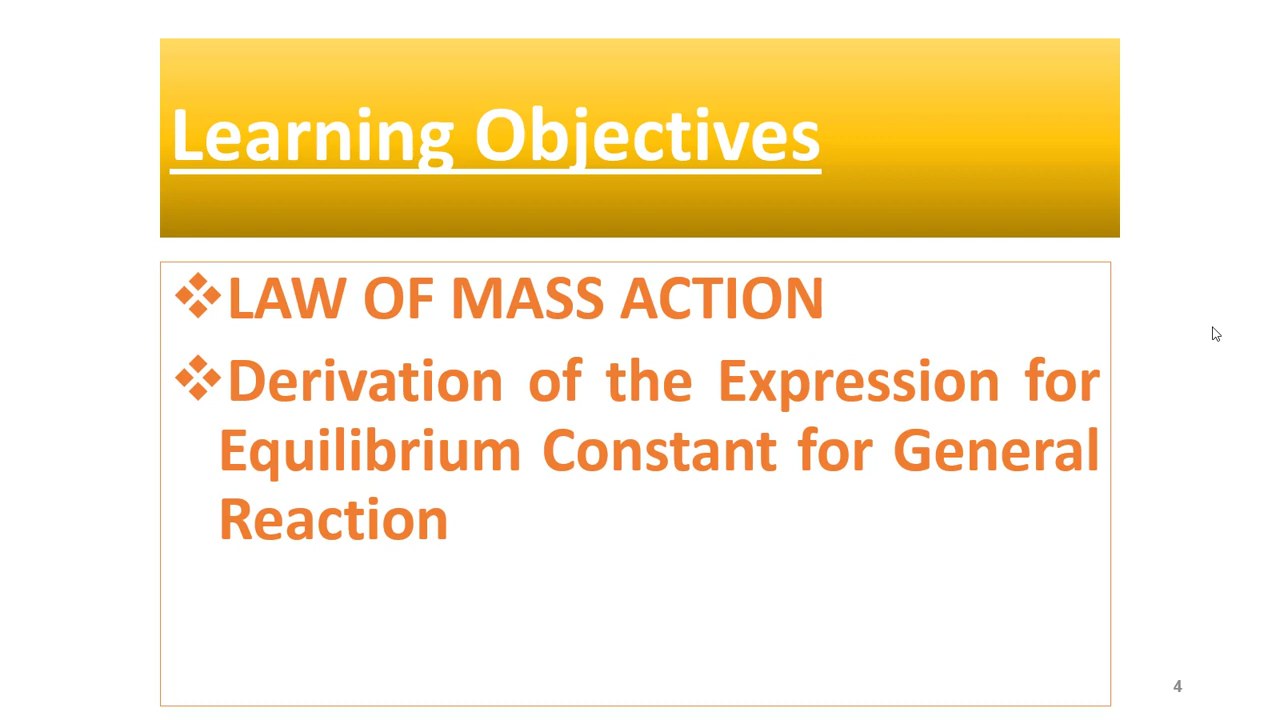 Learning Objectives
❖LAW OF MASS ACTION
❖Derivation of the Expression for
Equilibrium Constant for General
Reaction
4